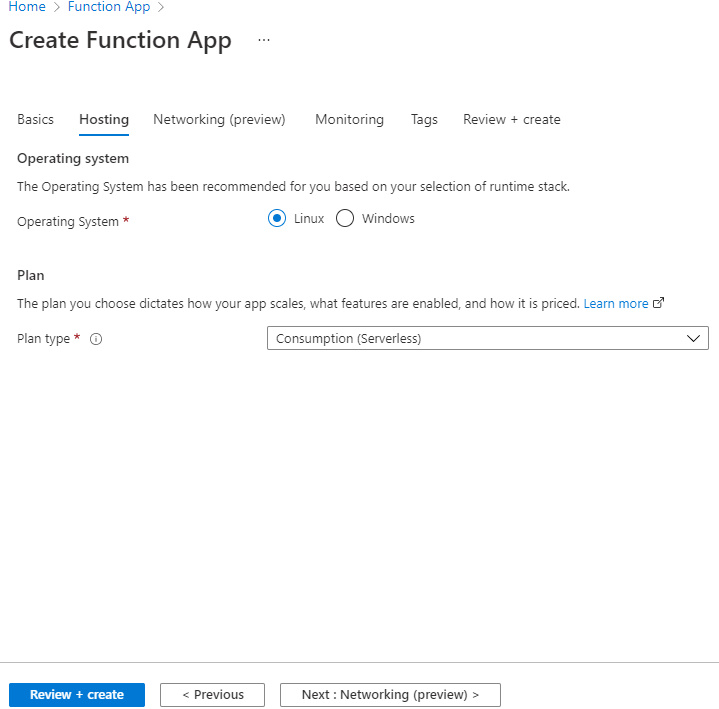 Home > Function App >
Create Function App ...
Basics Hosting Networking (preview) Monitoring Tags Review + create
Operating system
The Operating System has been recommended for you based on your selection of runtime stack.
Operating System * Linux Windows
Plan
The plan you choose dictates how your app scales, what features are enabled, and how it is priced. Learn more
Plan type * Consumption (Serverless)
Review + create < Previous Next : Networking (preview) >